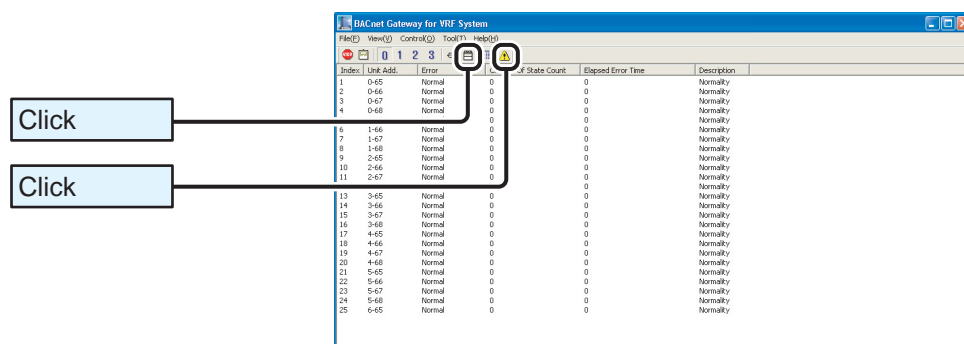 BACnet Gateway for VRF System
File(F) View(V) Control(O) Tool(T) Help(H)
0 1 2 3
Index Unit Add. Error Of State Count Elapsed Error Time Description
1 0-65 Normal 0 0 Normality
2 0-66 Normal 0 0 Normality
3 0-67 Normal 0 0 Normality
4 0-68 Normal 0 0 Normality
0 0 Normality
6 1-66 Normal 0 0 Normality
7 1-67 Normal 0 0 Normality
8 1-68 Normal 0 0 Normality
9 2-65 Normal 0 0 Normality
10 2-66 Normal 0 0 Normality
11 2-67 Normal 0 0 Normality
0 0 Normality
13 3-65 Normal 0 0 Normality
14 3-66 Normal 0 0 Normality
15 3-67 Normal 0 0 Normality
16 3-68 Normal 0 0 Normality
17 4-65 Normal 0 0 Normality
18 4-66 Normal 0 0 Normality
19 4-67 Normal 0 0 Normality
20 4-68 Normal 0 0 Normality
21 5-65 Normal 0 0 Normality
22 5-66 Normal 0 0 Normality
23 5-67 Normal 0 0 Normality
24 5-68 Normal 0 0 Normality
25 6-65 Normal 0 0 Normality
Click
Click